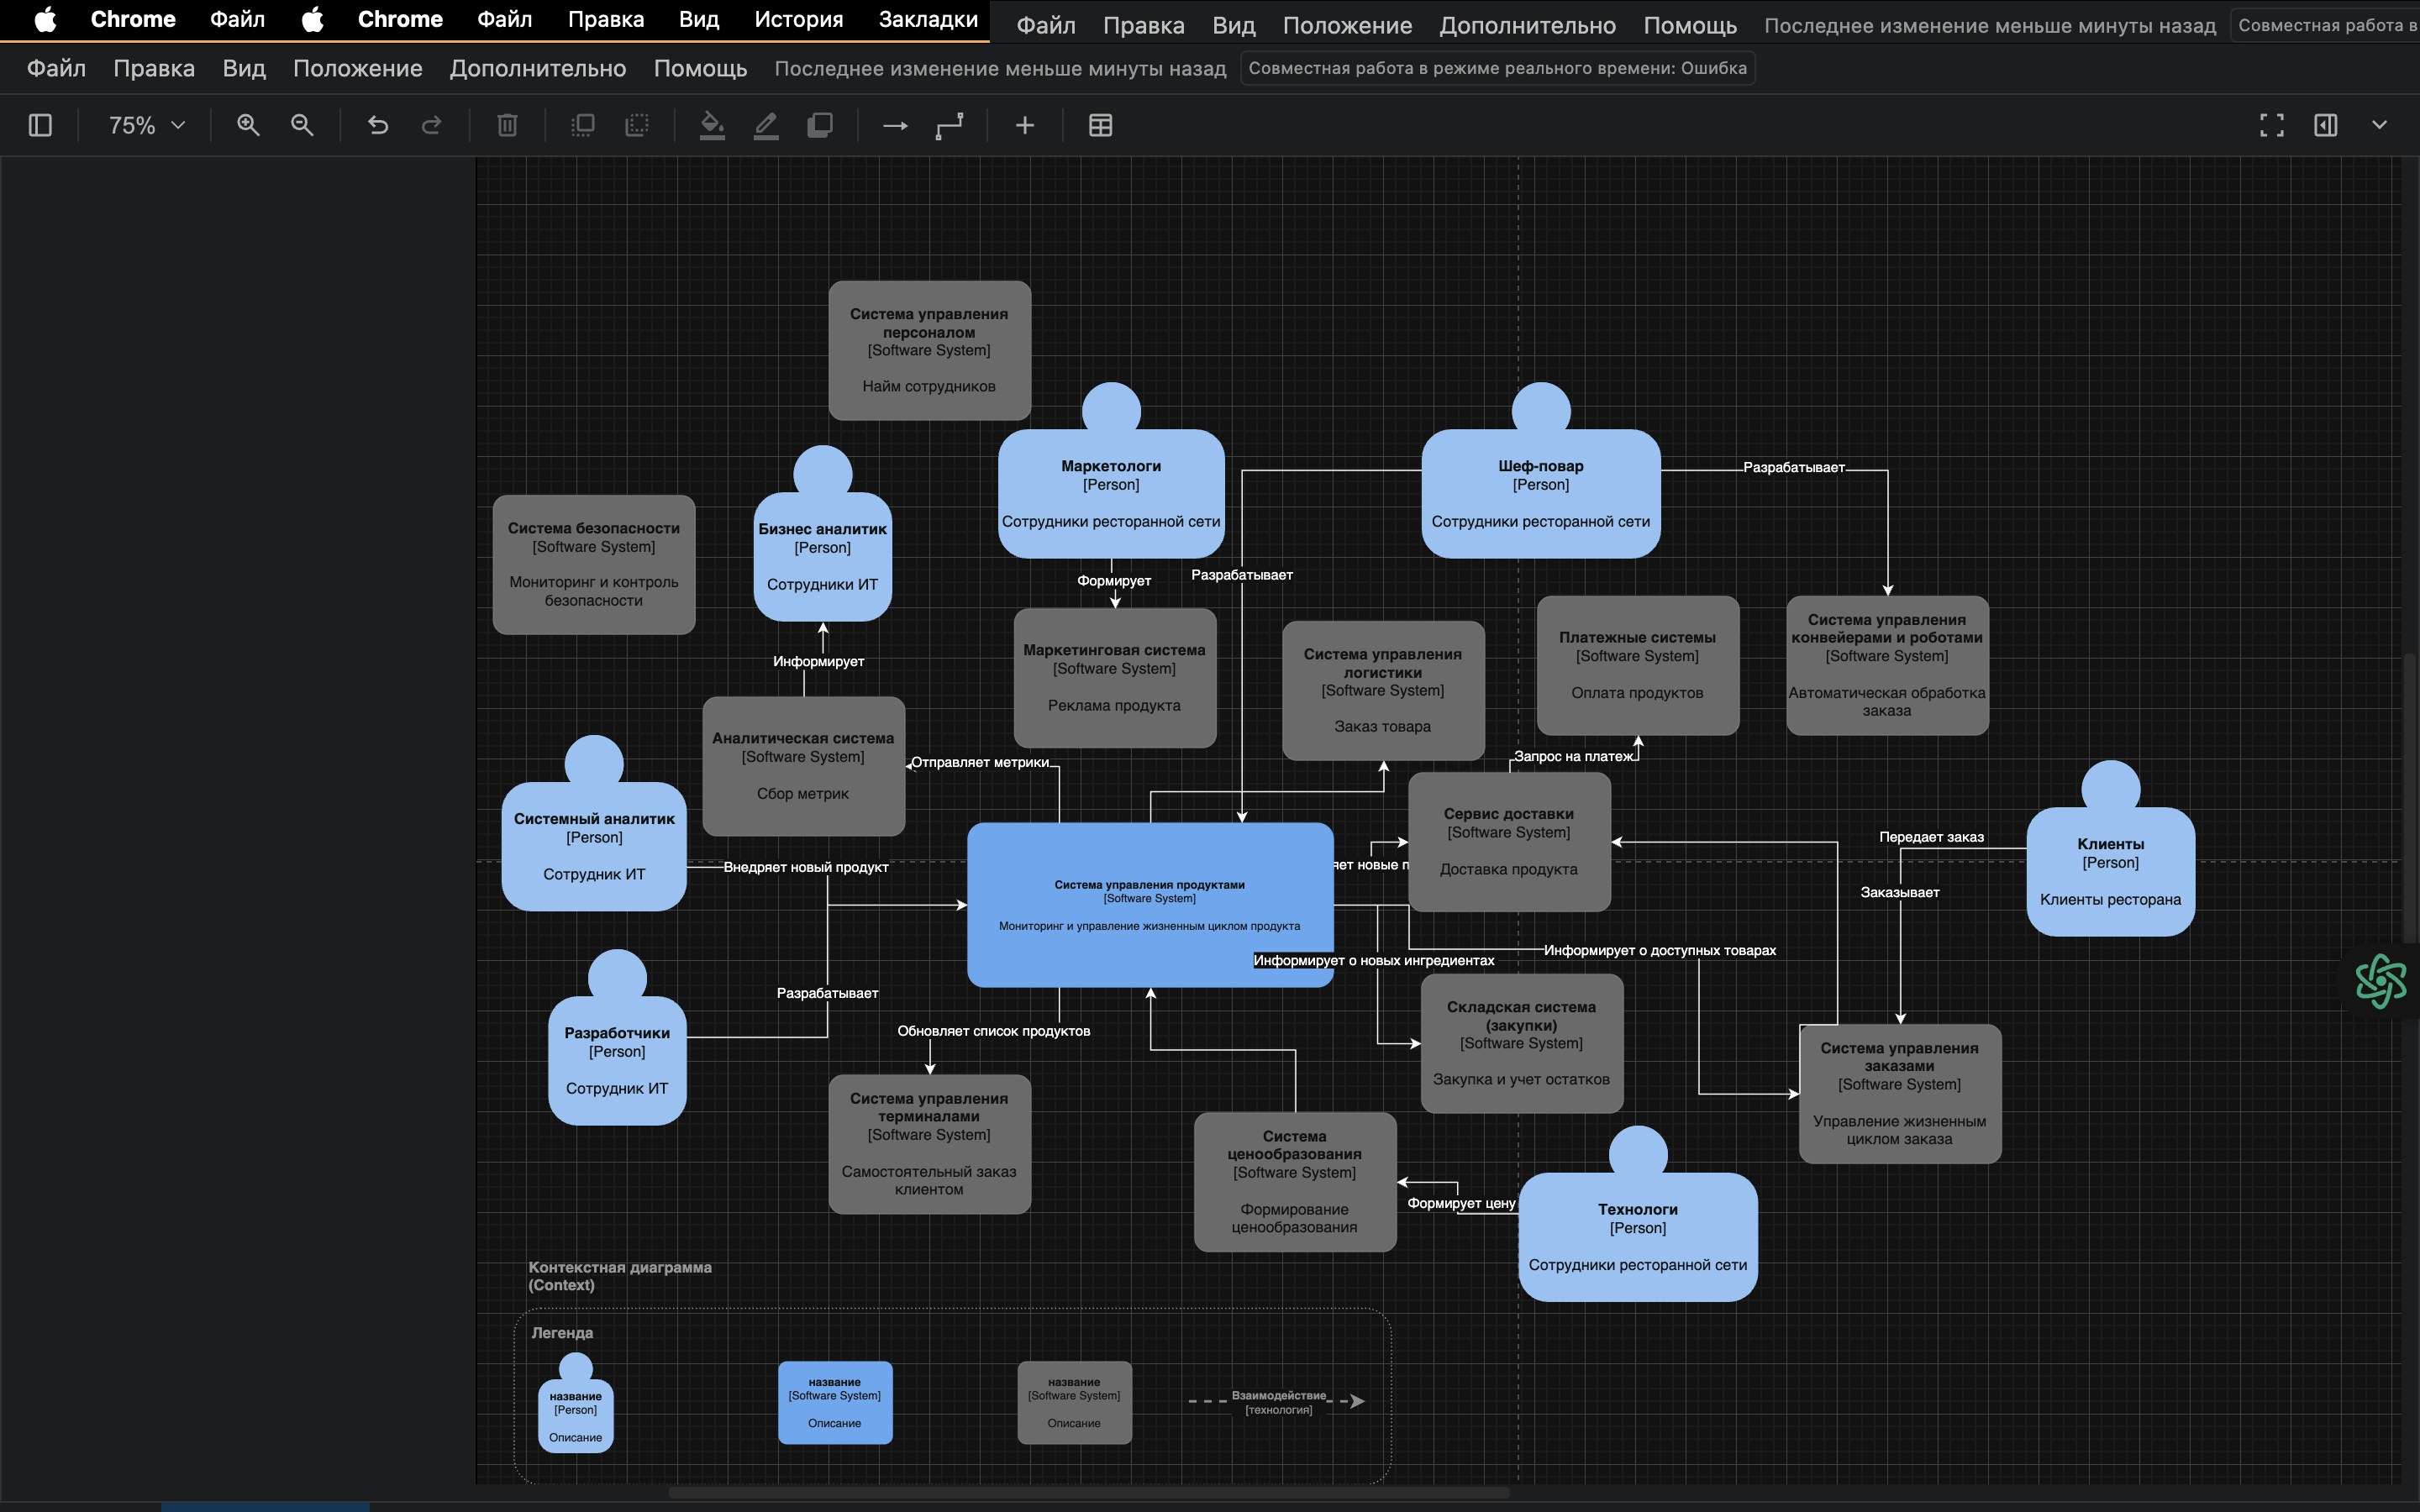 Chrome Файл Chrome Файл Правка Вид История Закладки
Файл Правка Вид Положение Дополнительно Помощь Последнее изменение меньше минуты назад Совместная работа в
Файл Правка Вид Положение Дополнительно Помощь Последнее изменение меньше минуты назад Совместная работа в режиме реального времени: Ошибка
75%
Система управления
персоналом
[Software System]
Найм сотрудников
Маркетологи
[Person]
Сотрудники ресторанной сети
Шеф-повар
[Person]
Сотрудники ресторанной сети
Разрабатывает
Система безопасности
[Software System]
Мониторинг и контроль
безопасности
Бизнес аналитик
[Person]
Сотрудники ИТ
Формирует
Разрабатывает
Информирует
Маркетинговая система
[Software System]
Реклама продукта
Система управления
логистики
[Software System]
Заказ товара
Платежные системы
[Software System]
Оплата продуктов
Система управления
конвейерами и роботами
[Software System]
Автоматическая обработка
заказа
Аналитическая система
[Software System]
Сбор метрик
Отправляет метрики
Запрос на платеж
Системный аналитик
[Person]
Сотрудник ИТ
Внедряет новый продукт
Система управления продуктами
[Software System]
Мониторинг и управление жизненным циклом продукта
яет новые п
Сервис доставки
[Software System]
Доставка продукта
Передает заказ
Заказывает
Клиенты
[Person]
Клиенты ресторана
Информирует о новых ингредиентах
Информирует о доступных товарах
Разрабатывает
Разработчики
[Person]
Сотрудник ИТ
Обновляет список продуктов
Складская система
(закупки)
[Software System]
Закупка и учет остатков
Система управления
заказами
[Software System]
Управление жизненным
циклом заказа
Система управления
терминалами
[Software System]
Самостоятельный заказ
клиентом
Система
ценообразования
[Software System]
Формирование
ценообразования
Формирует цену
Технологи
[Person]
Сотрудники ресторанной сети
Контекстная диаграмма
(Context)
Легенда
название
[Person]
Описание
название
[Software System]
Описание
название
[Software System]
Описание
Взаимодействие
[технология]